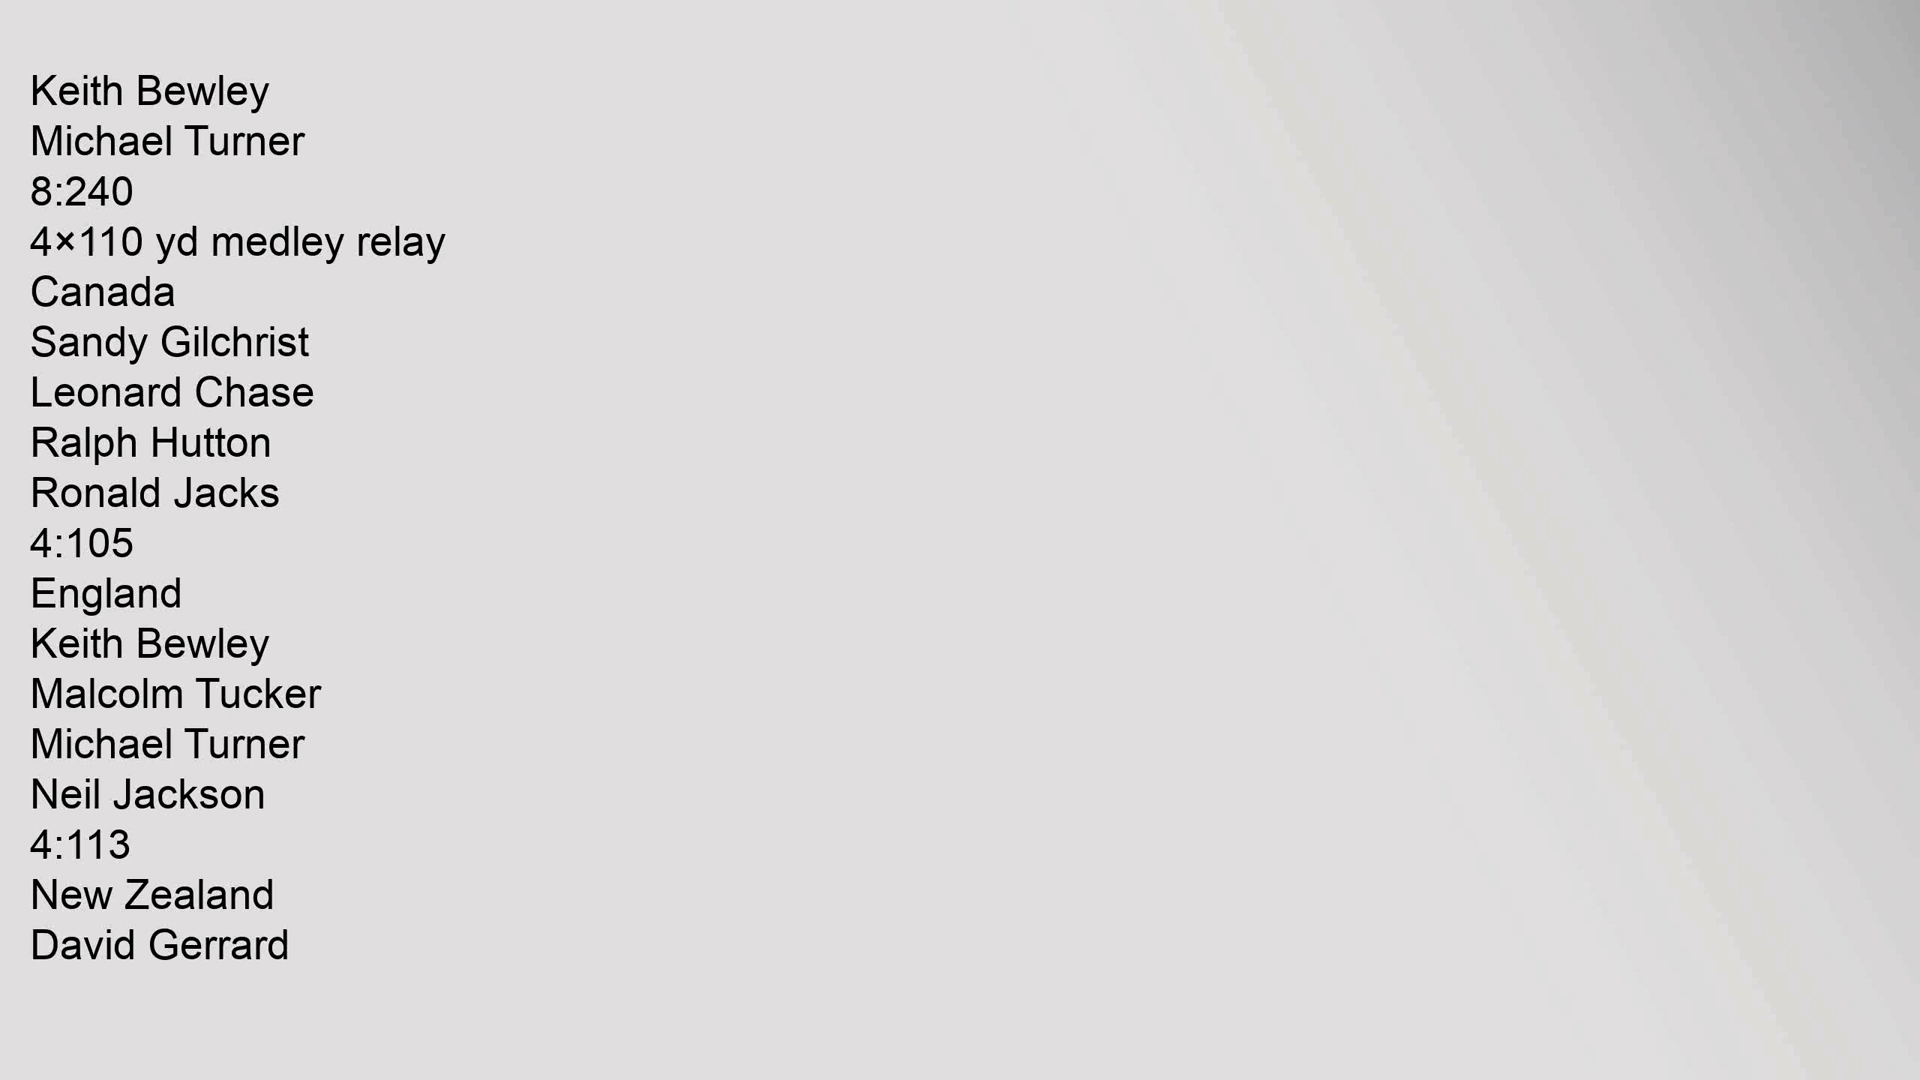 Keith Bewley
Michael Turner
8:240
4×110 yd medley relay
Canada
Sandy Gilchrist
Leonard Chase
Ralph Hutton
Ronald Jacks
4:105
England
Keith Bewley
Malcolm Tucker
Michael Turner
Neil Jackson
4:113
New Zealand
David Gerrard